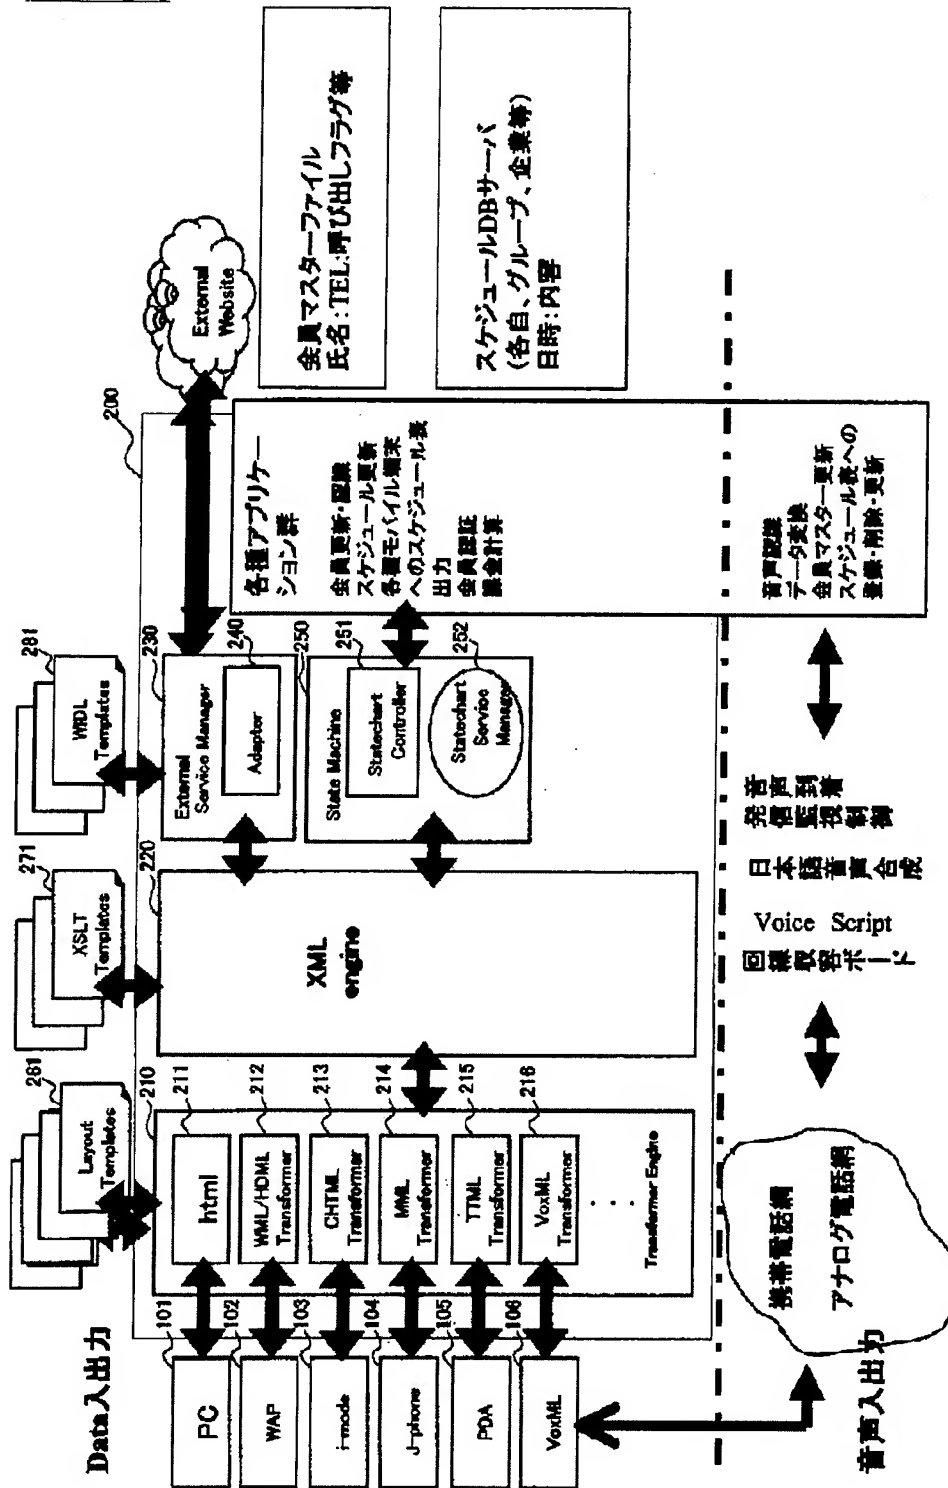 Data入出力
PC
101
WAP
102
i-mode
103
J-phone
104
PDA
105
VoxML
106
Layout
Templates
281
210
html
211
WML/HDML
Transformer
212
CHTML
Transformer
213
MML
Transformer
214
TTML
Transformer
215
VoxML
Transformer
216
. . .
Transformer Engine
XSLT
Templates
271
220
XML
engine
WIDL
Templates
281
230
External
Service Manager
240
Adapter
250
State Machine
251
Statechart
Controller
252
Statechart
Service
Manager
200
External
Website
各種アプリケー
ション群
会員更新・認識
スケジュール更新
各種モバイル端末
へのスケジュール表
出力
会員認証
課金計算
会員マスターファイル
氏名:TEL:呼び出しフラグ等
スケジュールDBサーバ
(各自、グループ、企業等)
日時:内容
音声入出力
携帯電話網
アナログ電話網
音声到着
発信監視制御
日本語音声合成
Voice Script
回線収容ボード
音声認識
データ変換
会員マスター更新
スケジュール表への
登録・削除・更新